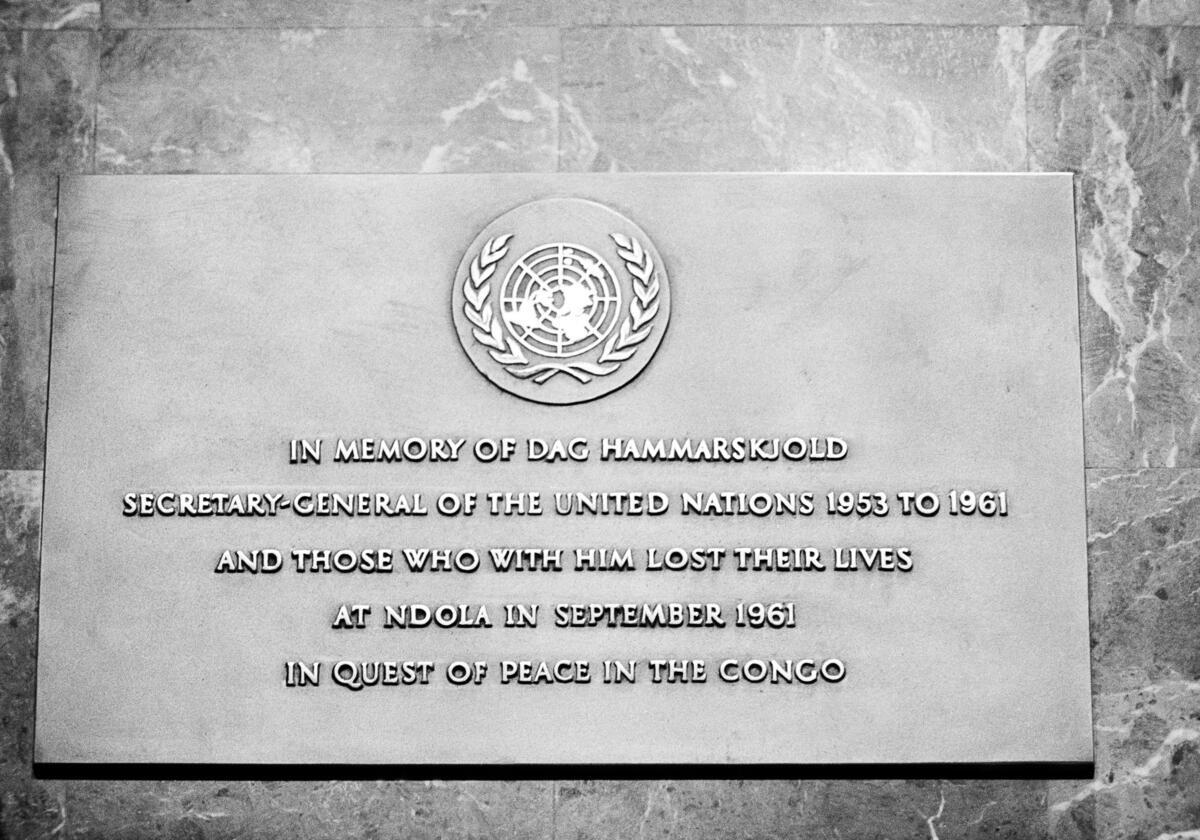 IN MEMORY OF DAG HAMMARSKJOLD
SECRETARY-GENERAL OF THE UNITED NATIONS 1953 TO 1961
AND THOSE WHO WITH HIM LOST THEIR LIVES
AT NDOLA IN SEPTEMBER 1961
IN QUEST OF PEACE IN THE CONGO